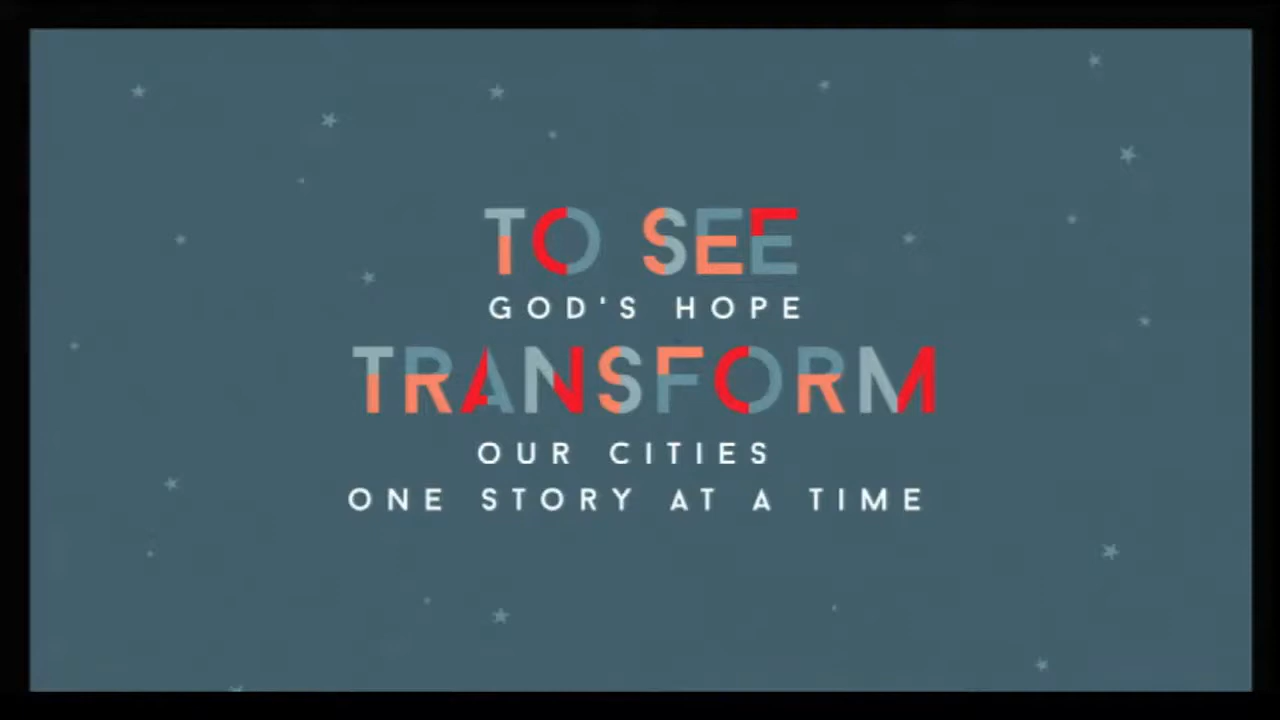 TO SEE
GOD'S HOPE
TRANSFORM
OUR CITIES
ONE STORY AT A TIME